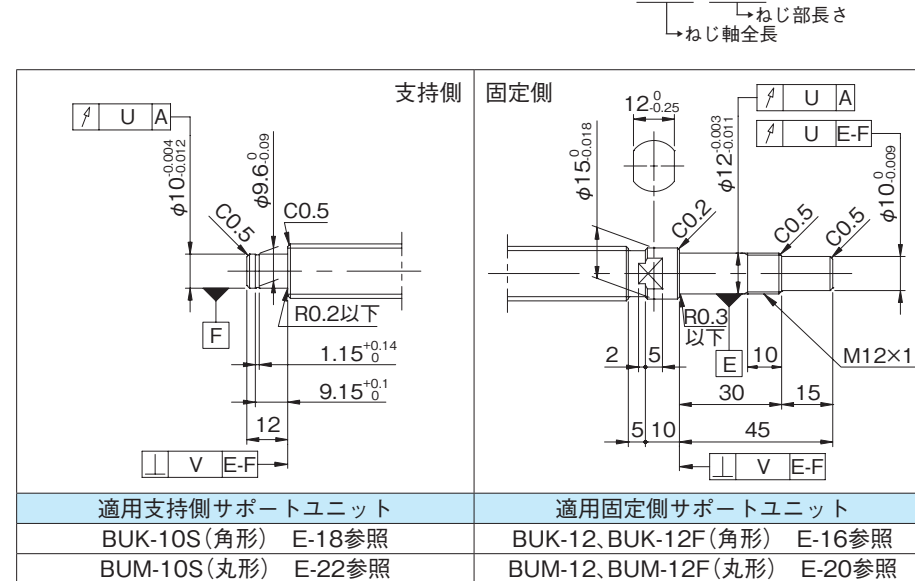 ねじ部長さ
ねじ軸全長
支持側
U A
φ10-0.004 -0.012
φ9.6 0 -0.09
C0.5
C0.5
F
R0.2以下
1.15+0.14 0
9.15+0.1 0
12
⊥ V E-F
固定側
12 0 -0.25
U A
U E-F
φ15 0 -0.018
φ12-0.003 -0.011
φ10 0 -0.009
C0.2
C0.5
C0.5
R0.3
以下
E
2 5 10
M12×1
30 15
5 10 45
⊥ V E-F
適用支持側サポートユニット
適用固定側サポートユニット
BUK-10S(角形) E-18参照
BUK-12、BUK-12F(角形) E-16参照
BUM-10S(丸形) E-22参照
BUM-12、BUM-12F(丸形) E-20参照